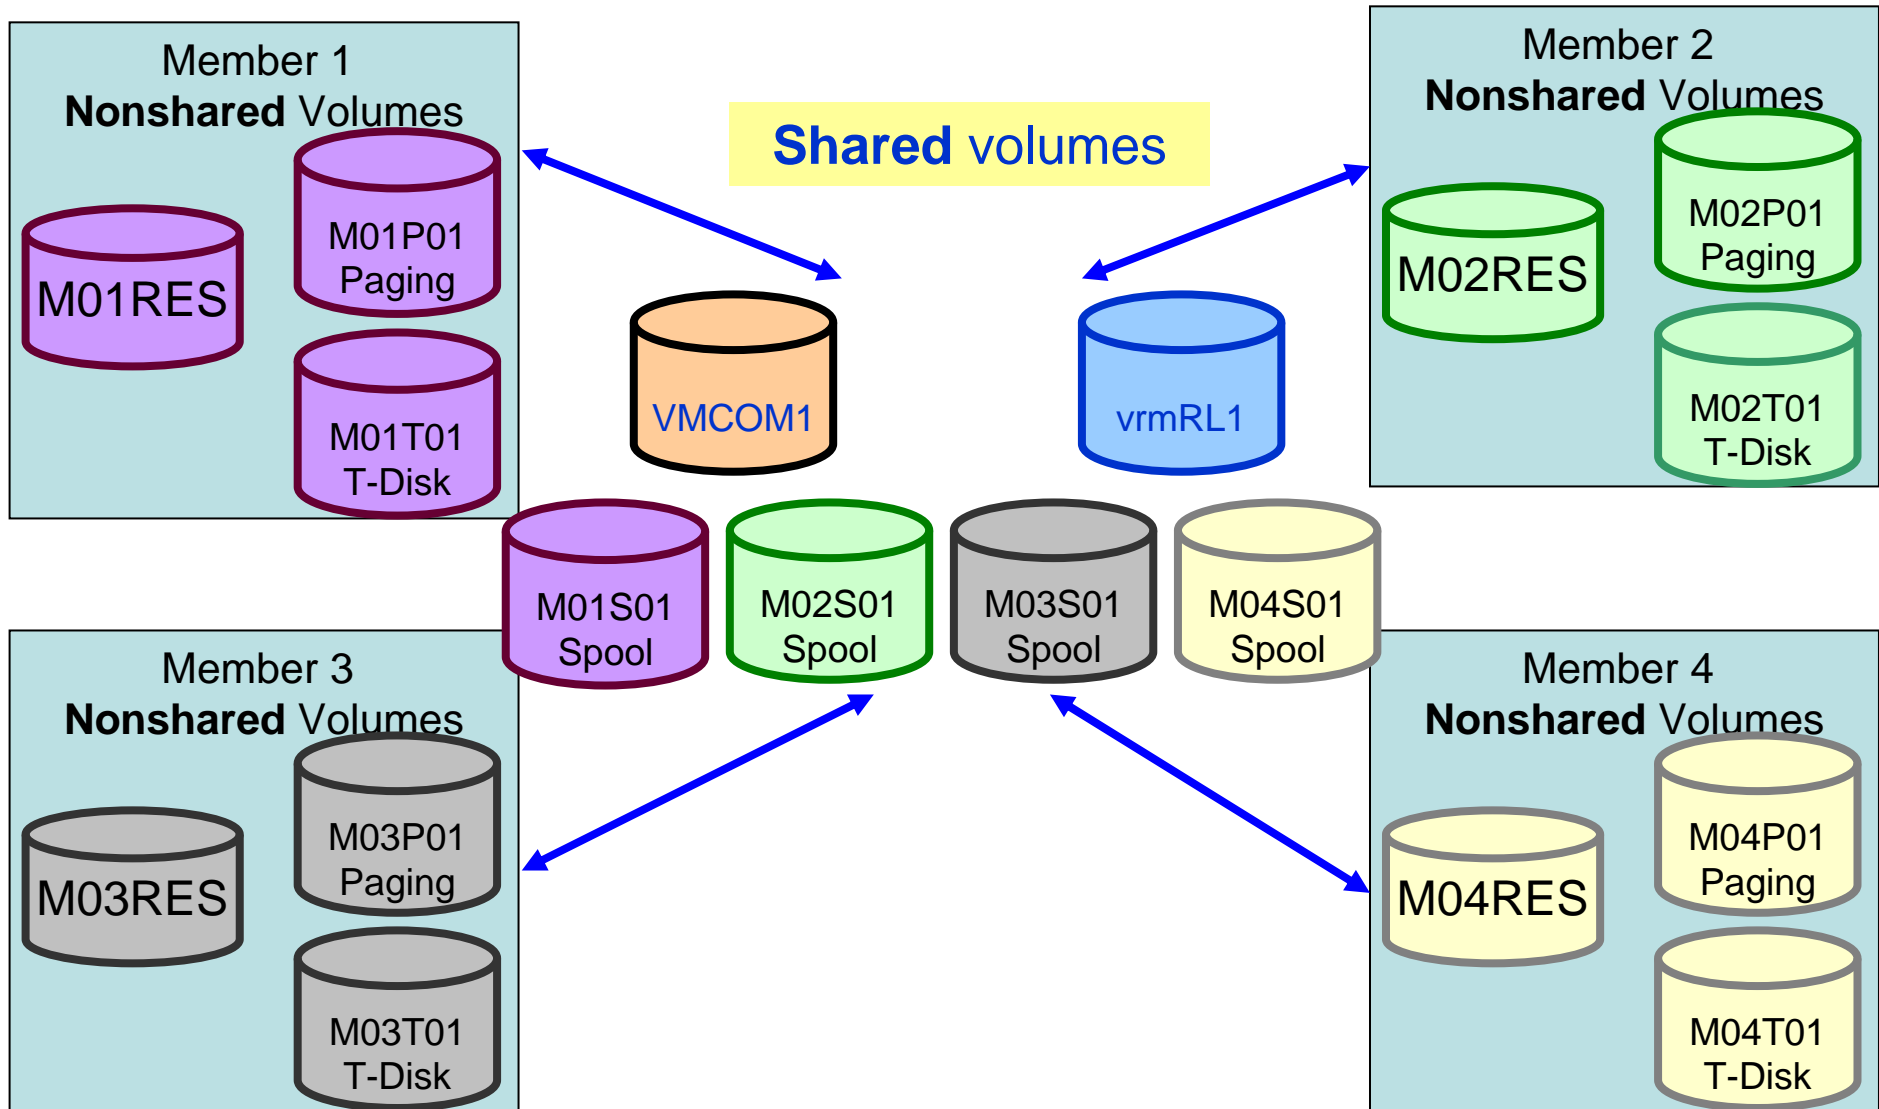 Member 1
Nonshared Volumes
M01RES
M01P01
Paging
M01T01
T-Disk
Shared volumes
VMCOM1
vrmRL1
Member 2
Nonshared Volumes
M02RES
M02P01
Paging
M02T01
T-Disk
M01S01
Spool
M02S01
Spool
M03S01
Spool
M04S01
Spool
Member 3
Nonshared Volumes
M03RES
M03P01
Paging
M03T01
T-Disk
Member 4
Nonshared Volumes
M04RES
M04P01
Paging
M04T01
T-Disk